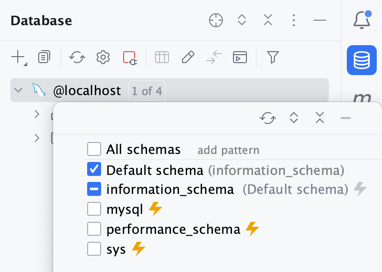 Database
@localhost 1 of 4
All schemas add pattern
Default schema (information_schema)
information_schema (Default schema)
mysql
performance_schema
sys
m